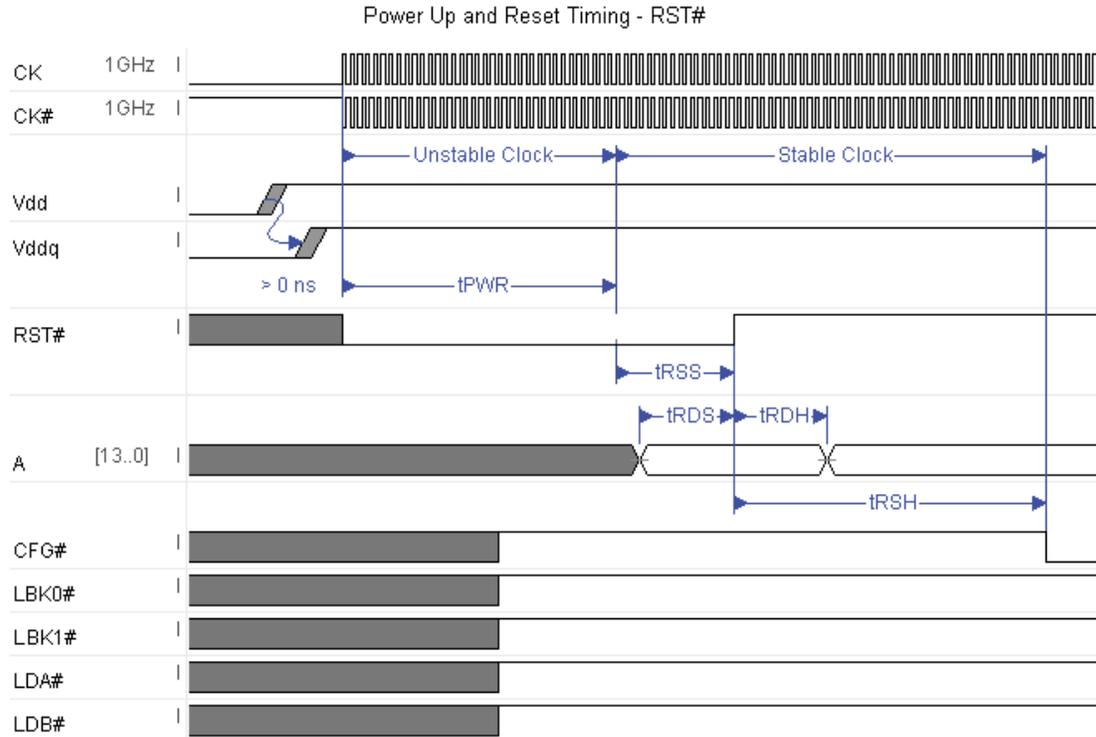 Power Up and Reset Timing - RST#
CK 1GHz
CK# 1GHz
Unstable Clock Stable Clock
Vdd
Vddq
> 0 ns tPWR
RST#
tRSS
tRDS tRDH
A [13..0]
tRSH
CFG#
LBK0#
LBK1#
LDA#
LDB#